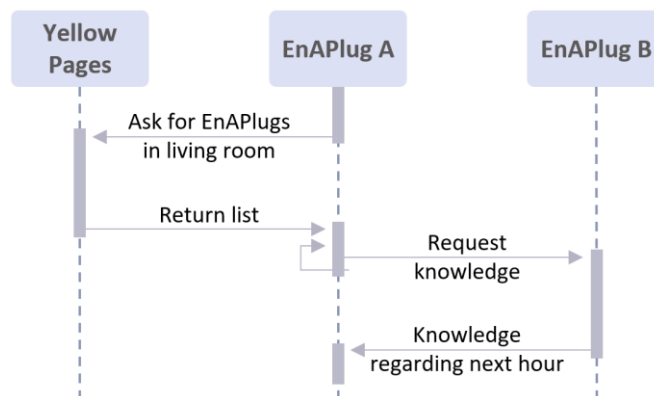 Yellow
Pages
EnAPlug A
EnAPlug B
Ask for EnAPlugs
in living room
Return list
Request
knowledge
Knowledge
regarding next hour